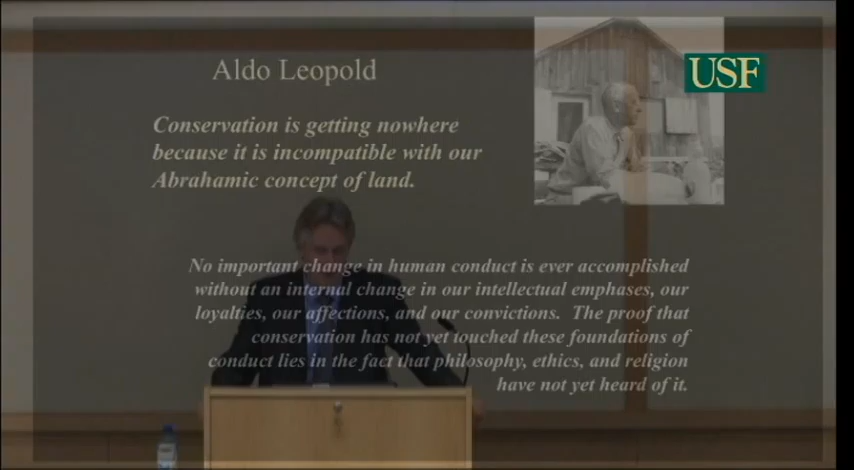 Aldo Leopold
USF
Conservation is getting nowhere
because it is incompatible with our
Abrahamic concept of land.
No important change in human conduct is ever accomplished
without an internal change in our intellectual emphases, our
loyalties, our affections, and our convictions. The proof that
conservation has not yet touched these foundations of
conduct lies in the fact that philosophy, ethics, and religion
have not yet heard of it.